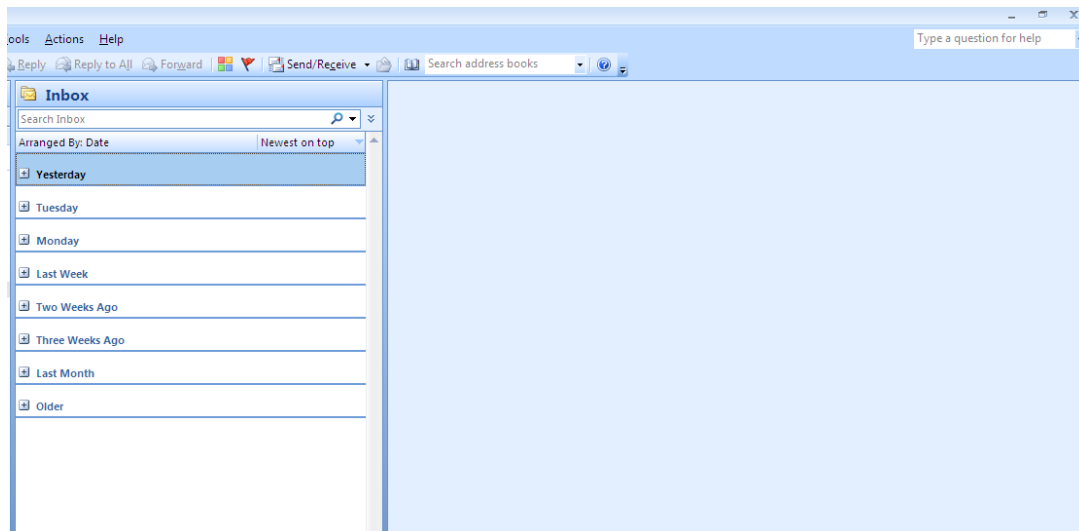 ools Actions Help Type a question for help
Reply Reply to All Forward Send/Receive Search address books
Inbox
Search Inbox
Arranged By: Date Newest on top
Yesterday
Tuesday
Monday
Last Week
Two Weeks Ago
Three Weeks Ago
Last Month
Older